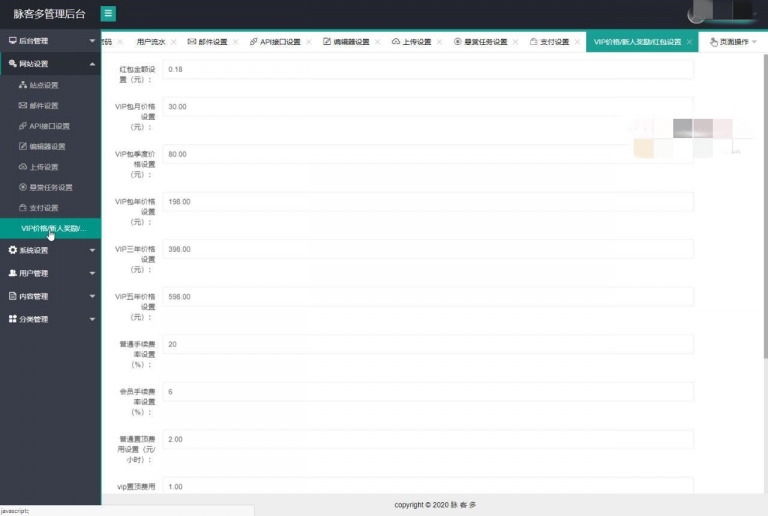 脉客多管理后台
后台管理
网站设置
站点设置
邮件设置
API接口设置
编辑器设置
上传设置
悬赏任务设置
支付设置
VIP价格/新人奖励/...
系统设置
用户管理
内容管理
分类管理
用户流水
邮件设置
API接口设置
编辑器设置
上传设置
悬赏任务设置
支付设置
VIP价格/新人奖励/红包设置
页面操作
红包金额设
置（元）：
0.18
VIP包月价格
设置
（元）：
30.00
VIP包季度价
格设置
（元）：
80.00
VIP包年价格
设置
（元）：
198.00
VIP三年价格
设置
（元）：
398.00
VIP五年价格
设置
（元）：
598.00
普通手续费
率设置
（%）：
20
会员手续费
率设置
（%）：
6
普通置顶费
用设置（元/
小时）：
2.00
vip置顶费用
1.00
copyright © 2020 脉 客 多
javascript:;